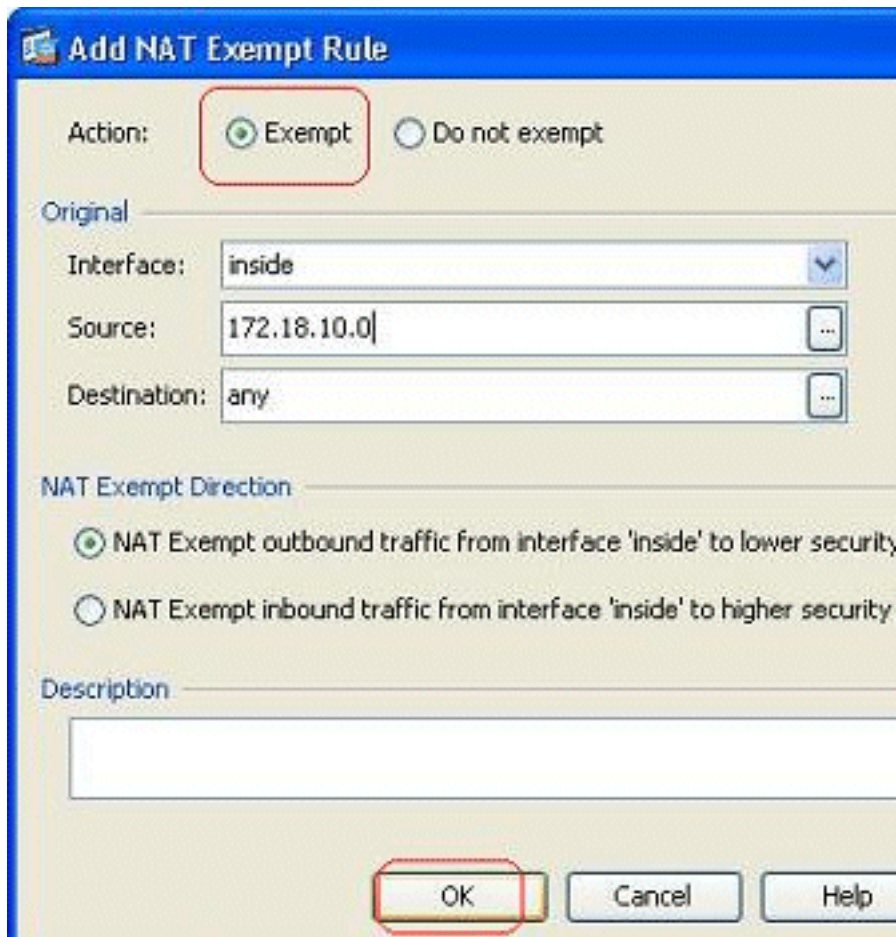 Add NAT Exempt Rule
Action: Exempt Do not exempt
Original
Interface: inside
Source: 172.18.10.0 ...
Destination: any ...
NAT Exempt Direction
NAT Exempt outbound traffic from interface 'inside' to lower security
NAT Exempt inbound traffic from interface 'inside' to higher security
Description
OK Cancel Help